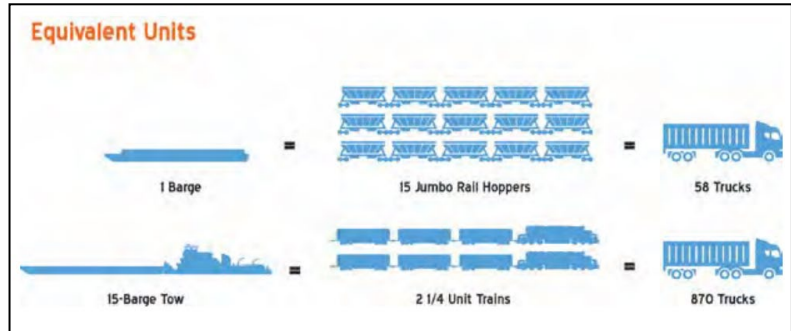 Equivalent Units
= =
1 Barge 15 Jumbo Rail Hoppers 58 Trucks
= =
15-Barge Tow 2 1/4 Unit Trains 870 Trucks